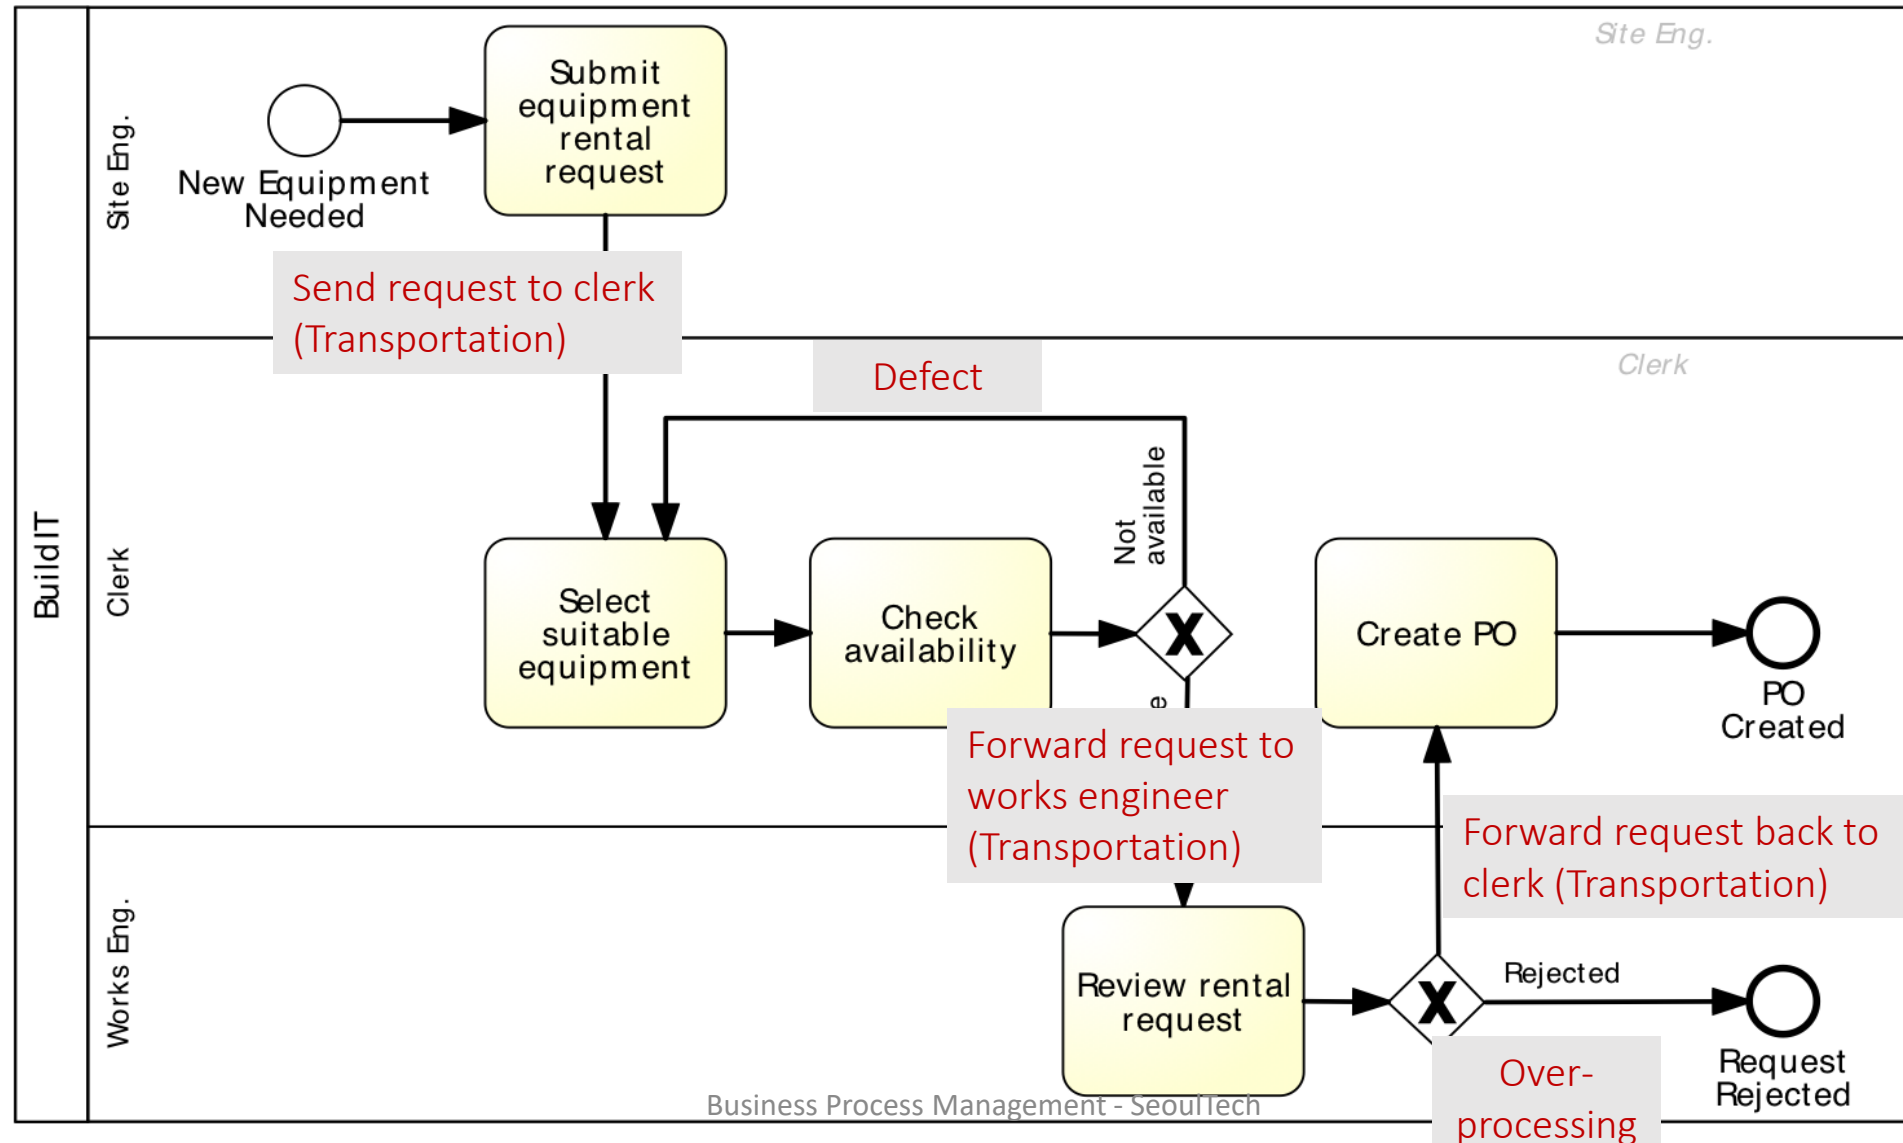 Site Eng.
Submit
equipment
rental
request
Site Eng.
New Equipment
Needed
Send request to clerk
(Transportation)
Defect
Clerk
BuildIT
Clerk
Not
available
Select
suitable
equipment
Check
availability
Create PO
PO
Created
Forward request to
works engineer
(Transportation)
Forward request back to
clerk (Transportation)
Works Eng.
Review rental
request
Rejected
Request
Rejected
Over-
processing
Business Process Management - SeoulTech